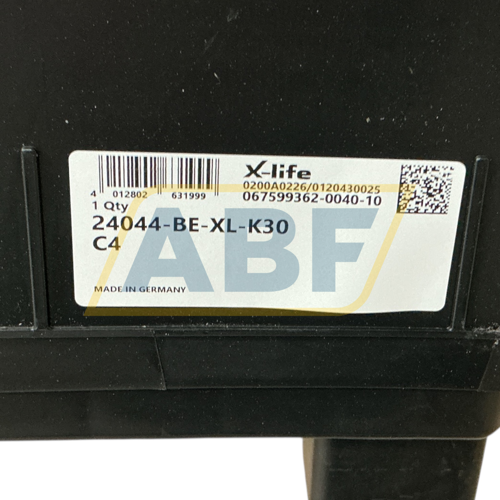 X-life
0200A0226/0120430025
067599362-0040-10
4 012802 631999
1 Qty
24044-BE-XL-K30
C4
MADE IN GERMANY
ABF